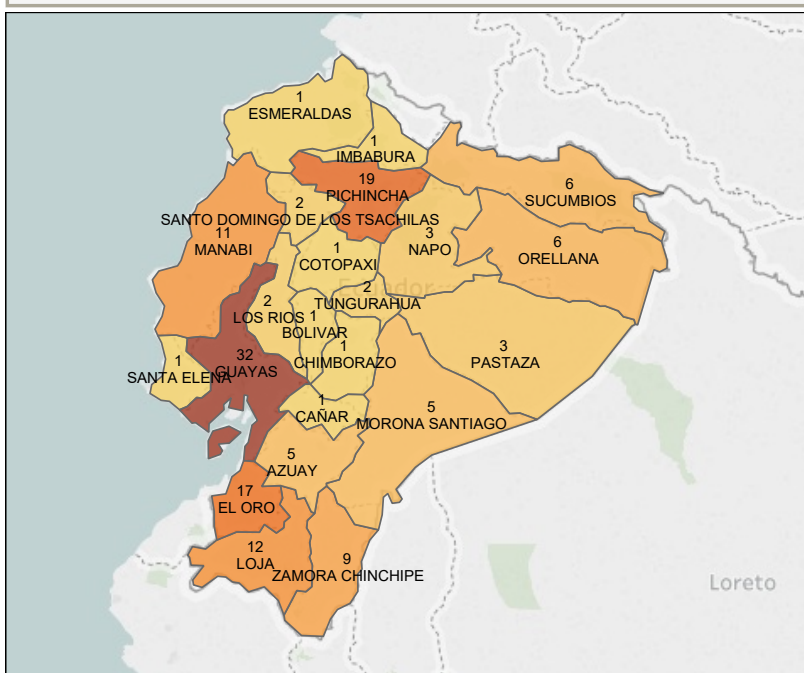 1
ESMERALDAS
1
IMBABURA
19
PICHINCHA
6
SUCUMBIOS
2
SANTO DOMINGO DE LOS TSACHILAS
11
MANABI
3
NAPO
6
ORELLANA
1
COTOPAXI
Ecuador
2
TUNGURAHUA
2
LOS RIOS
1
BOLIVAR
1
CHIMBORAZO
3
PASTAZA
1
SANTA ELENA
32
GUAYAS
1
CAÑAR
5
MORONA SANTIAGO
5
AZUAY
17
EL ORO
12
LOJA
9
ZAMORA CHINCHIPE
Loreto